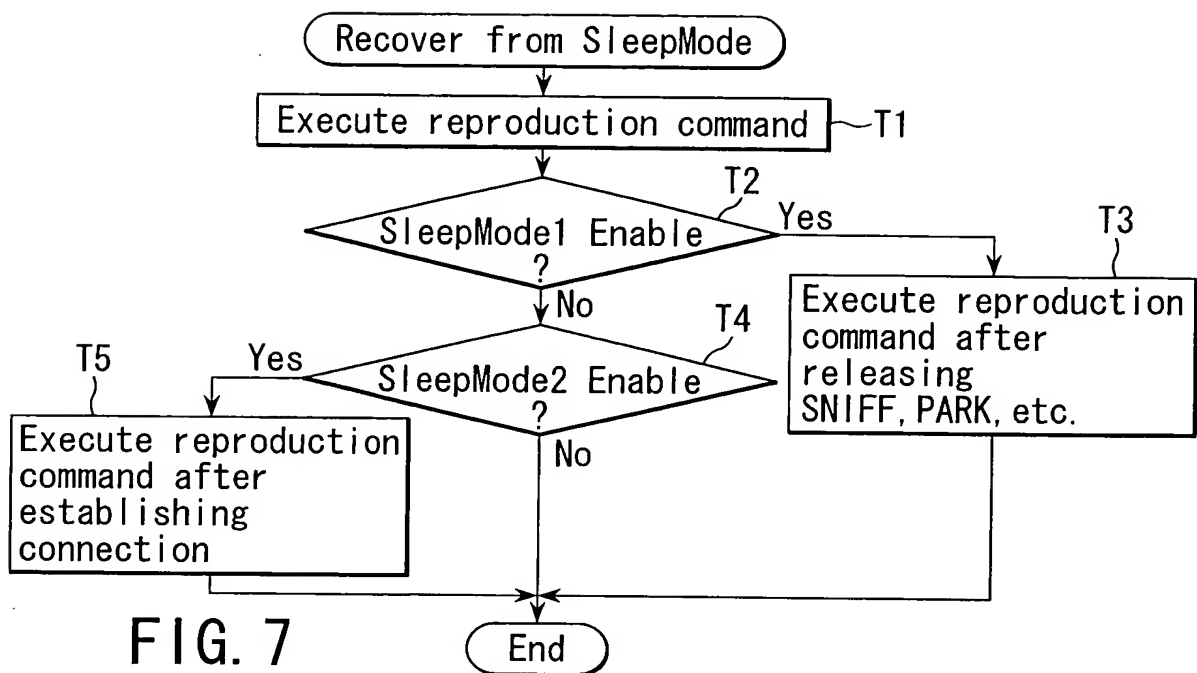 Recover from SleepMode
Execute reproduction command
T1
T2
SleepMode1 Enable
?
Yes
No
T3
Execute reproduction
command after
releasing
SNIFF, PARK, etc.
T4
SleepMode2 Enable
?
Yes
No
T5
Execute reproduction
command after
establishing
connection
End
FIG. 7